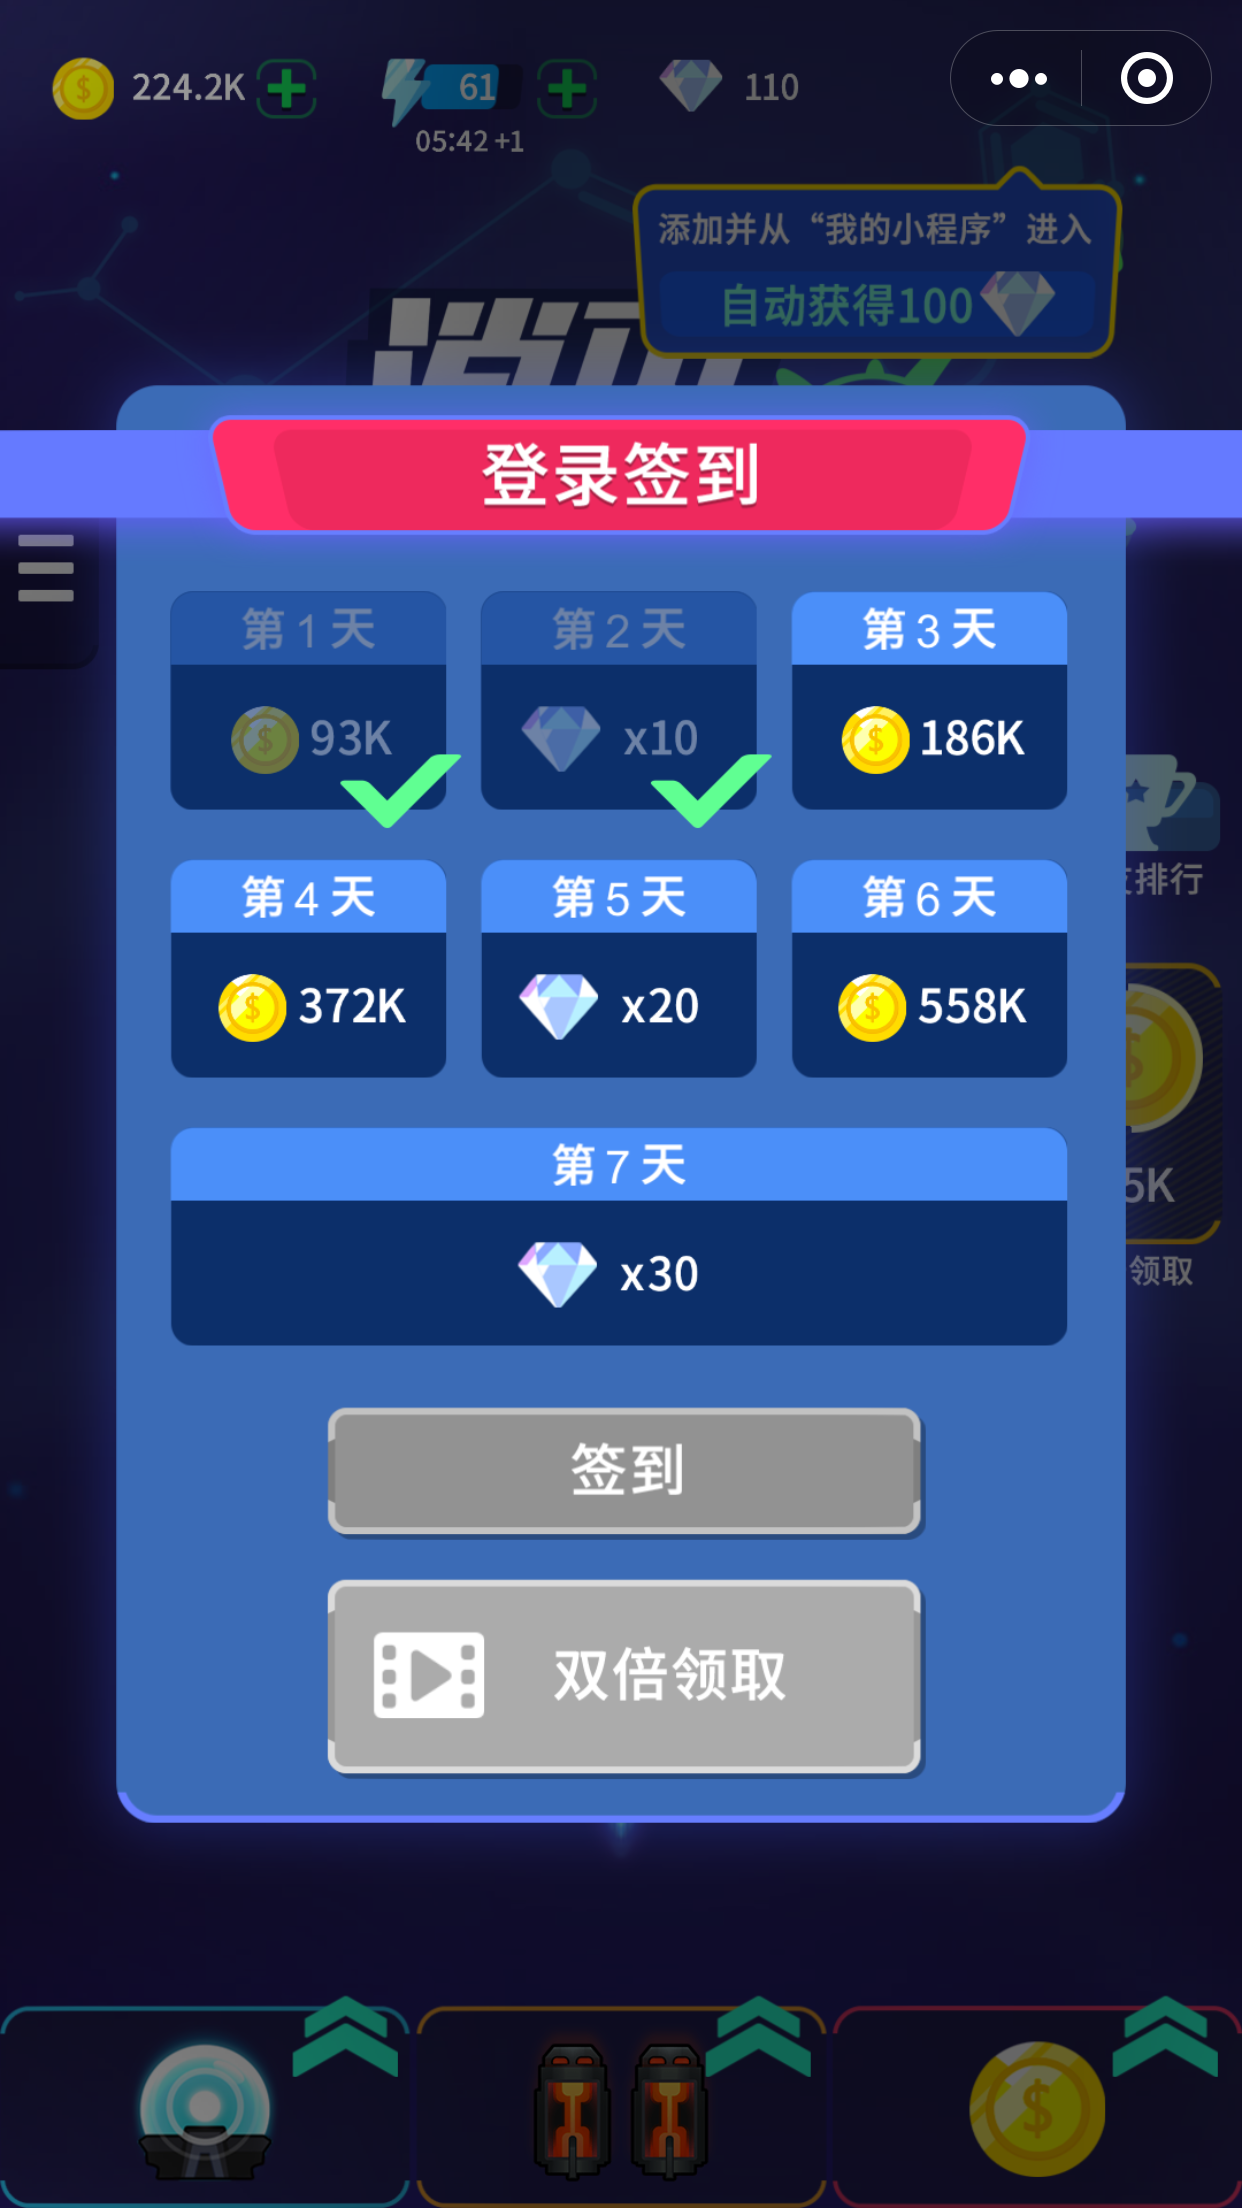 224.2K
61
110
05:42 +1
添加并从“我的小程序”进入
自动获得100
登录签到
第1天
第2天
第3天
93K
x10
186K
排行
第4天
第5天
第6天
372K
x20
558K
5K
领取
第7天
x30
签到
双倍领取